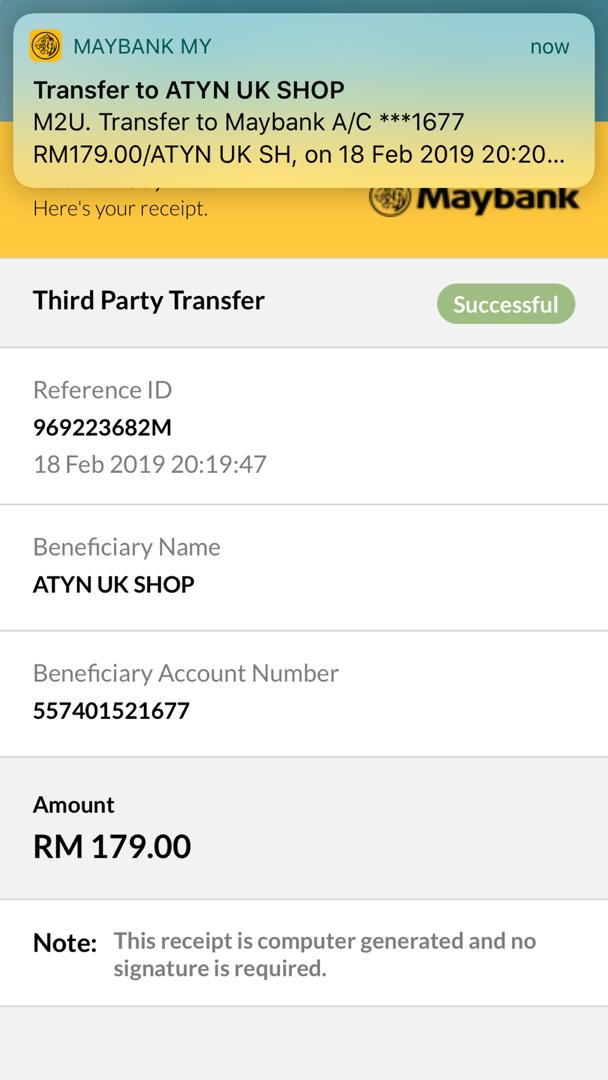 MAYBANK MY
now
Transfer to ATYN UK SHOP
M2U. Transfer to Maybank A/C ***1677
RM179.00/ATYN UK SH, on 18 Feb 2019 20:20...
Here's your receipt.
Maybank
Third Party Transfer
Successful
Reference ID
969223682M
18 Feb 2019 20:19:47
Beneficiary Name
ATYN UK SHOP
Beneficiary Account Number
557401521677
Amount
RM 179.00
Note: This receipt is computer generated and no
signature is required.